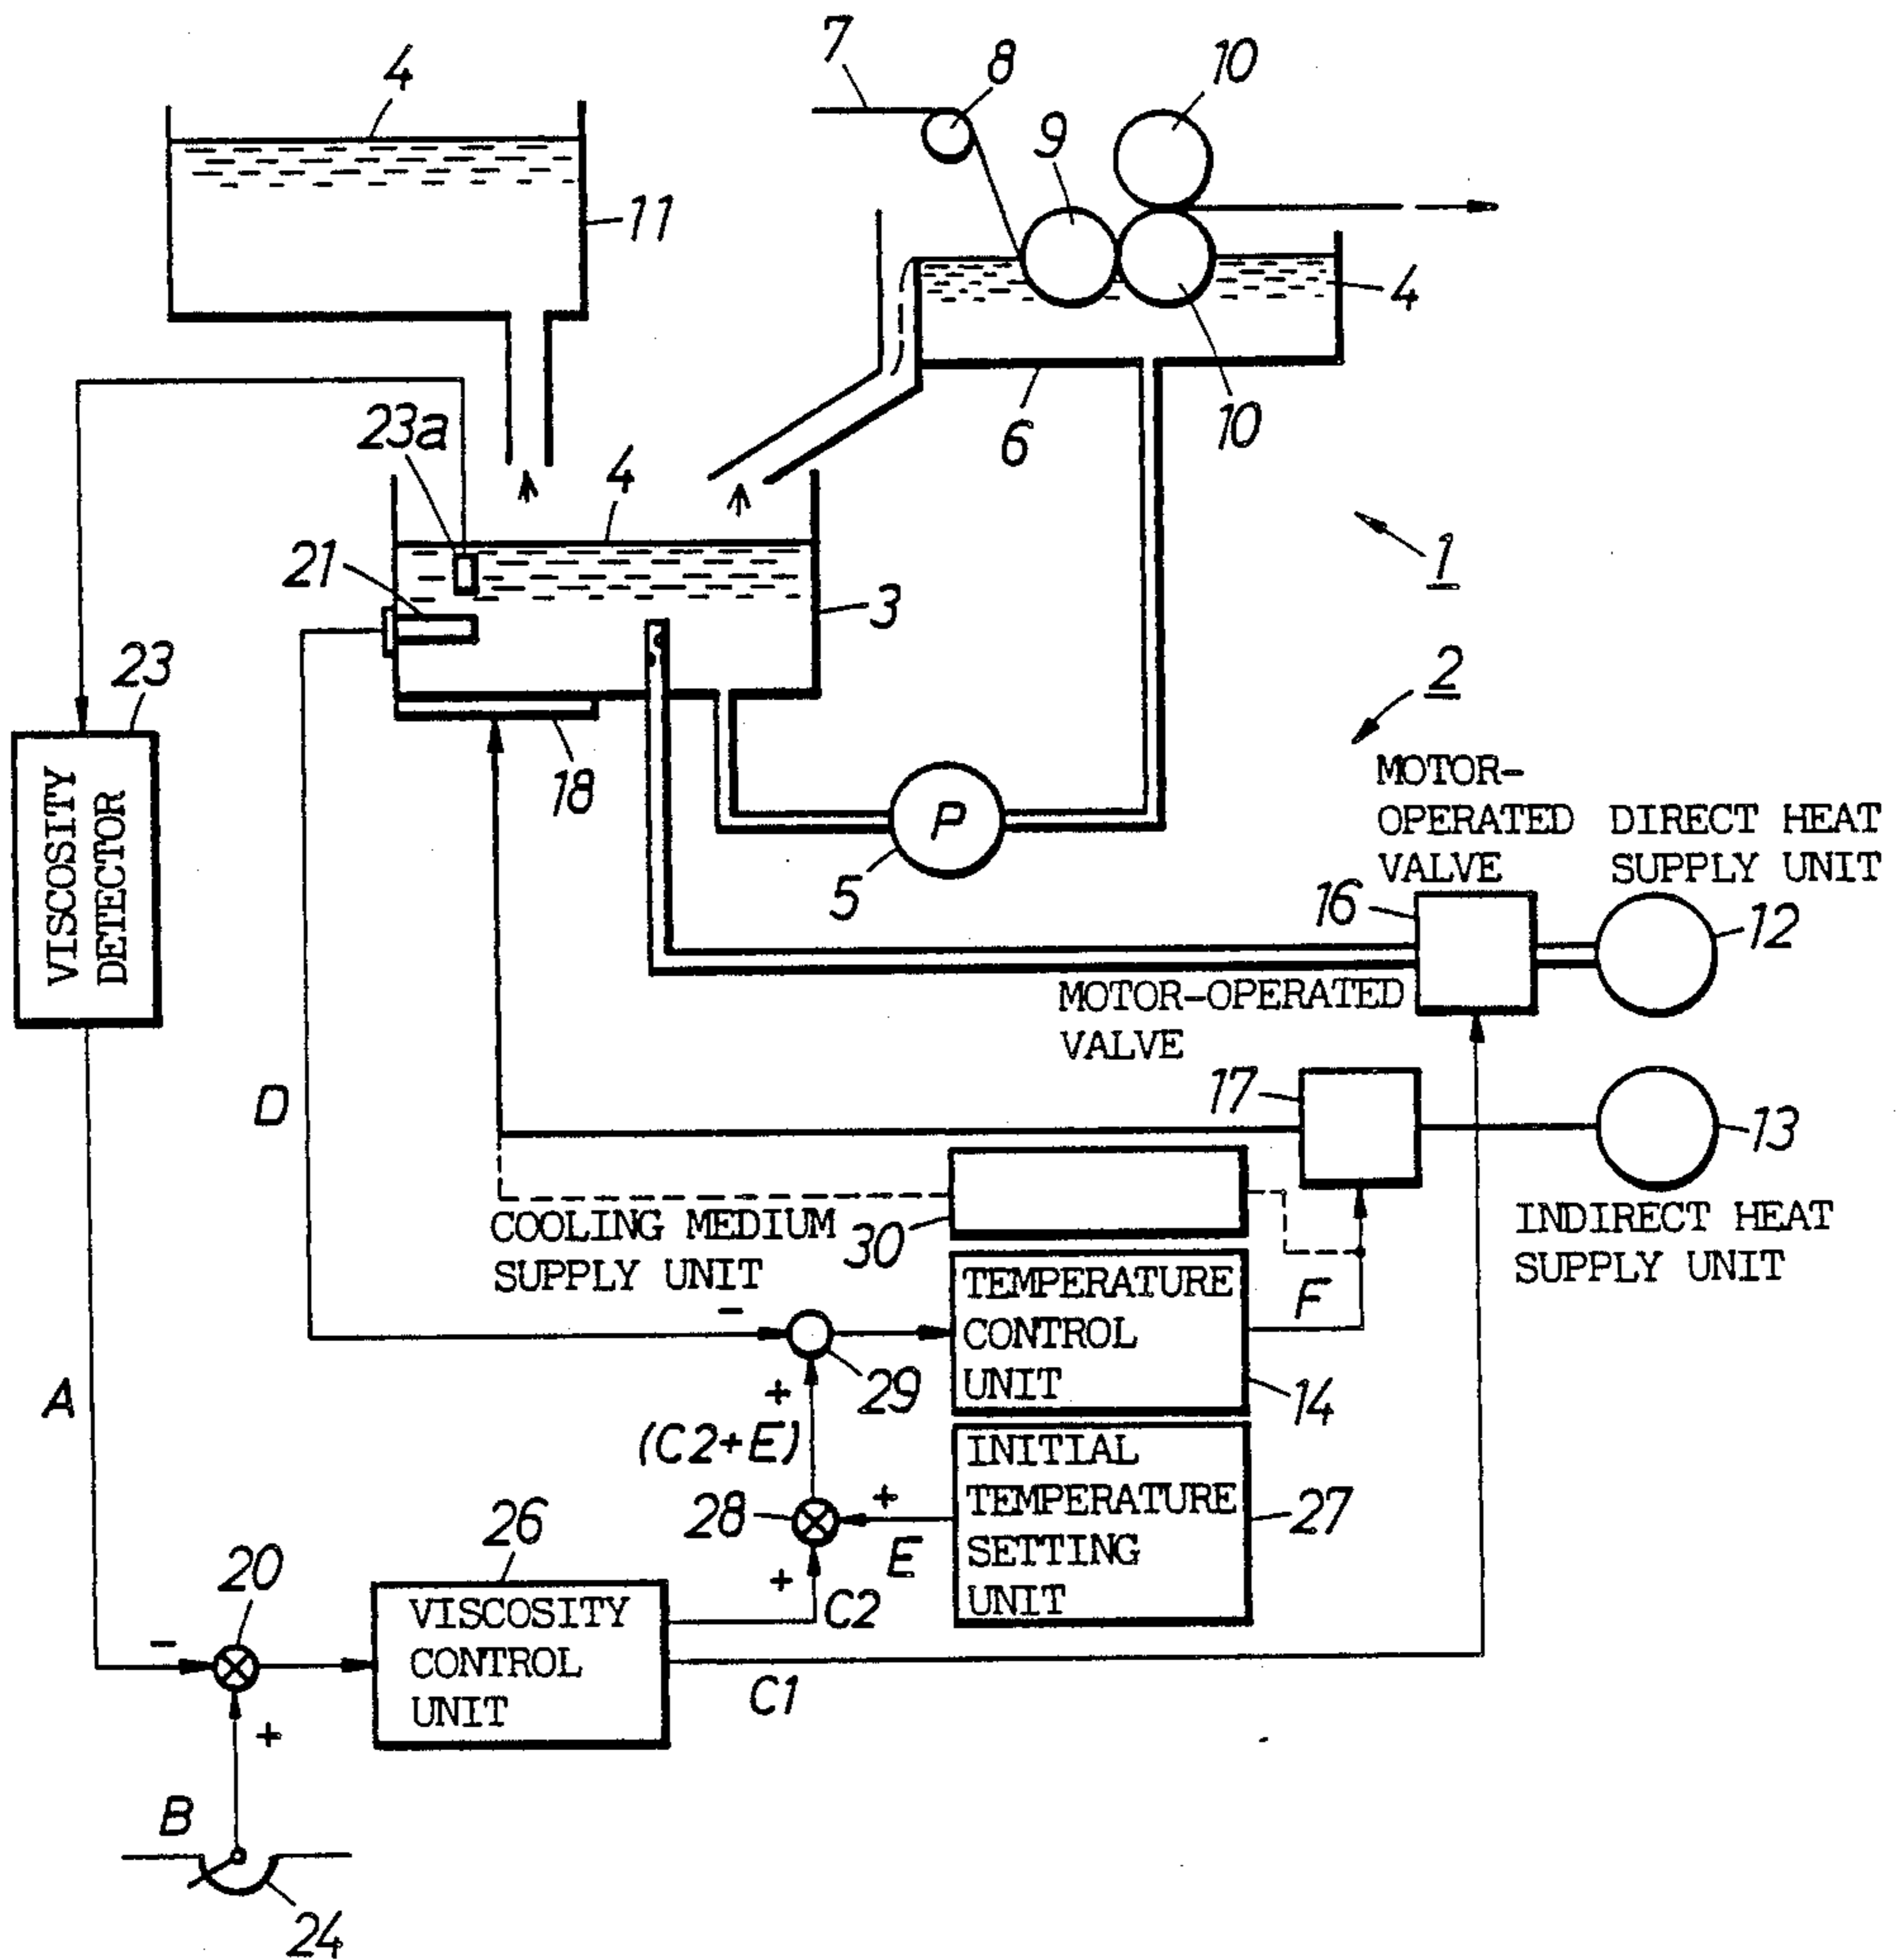 7
8
10
4
9
11
4
23a
4
6
10
21
3
1
2
23
18
MOTOR-
OPERATED
VALVE
DIRECT HEAT
SUPPLY UNIT
VISCOSITY
DETECTOR
P
5
16
12
MOTOR-OPERATED
VALVE
D
17
13
COOLING MEDIUM
SUPPLY UNIT
30
INDIRECT HEAT
SUPPLY UNIT
TEMPERATURE
CONTROL
UNIT
F
-
29
14
A
+
(C2+E)
INITIAL
TEMPERATURE
SETTING
UNIT
27
28
+
E
26
20
+
C2
VISCOSITY
CONTROL
UNIT
-
C1
+
B
24